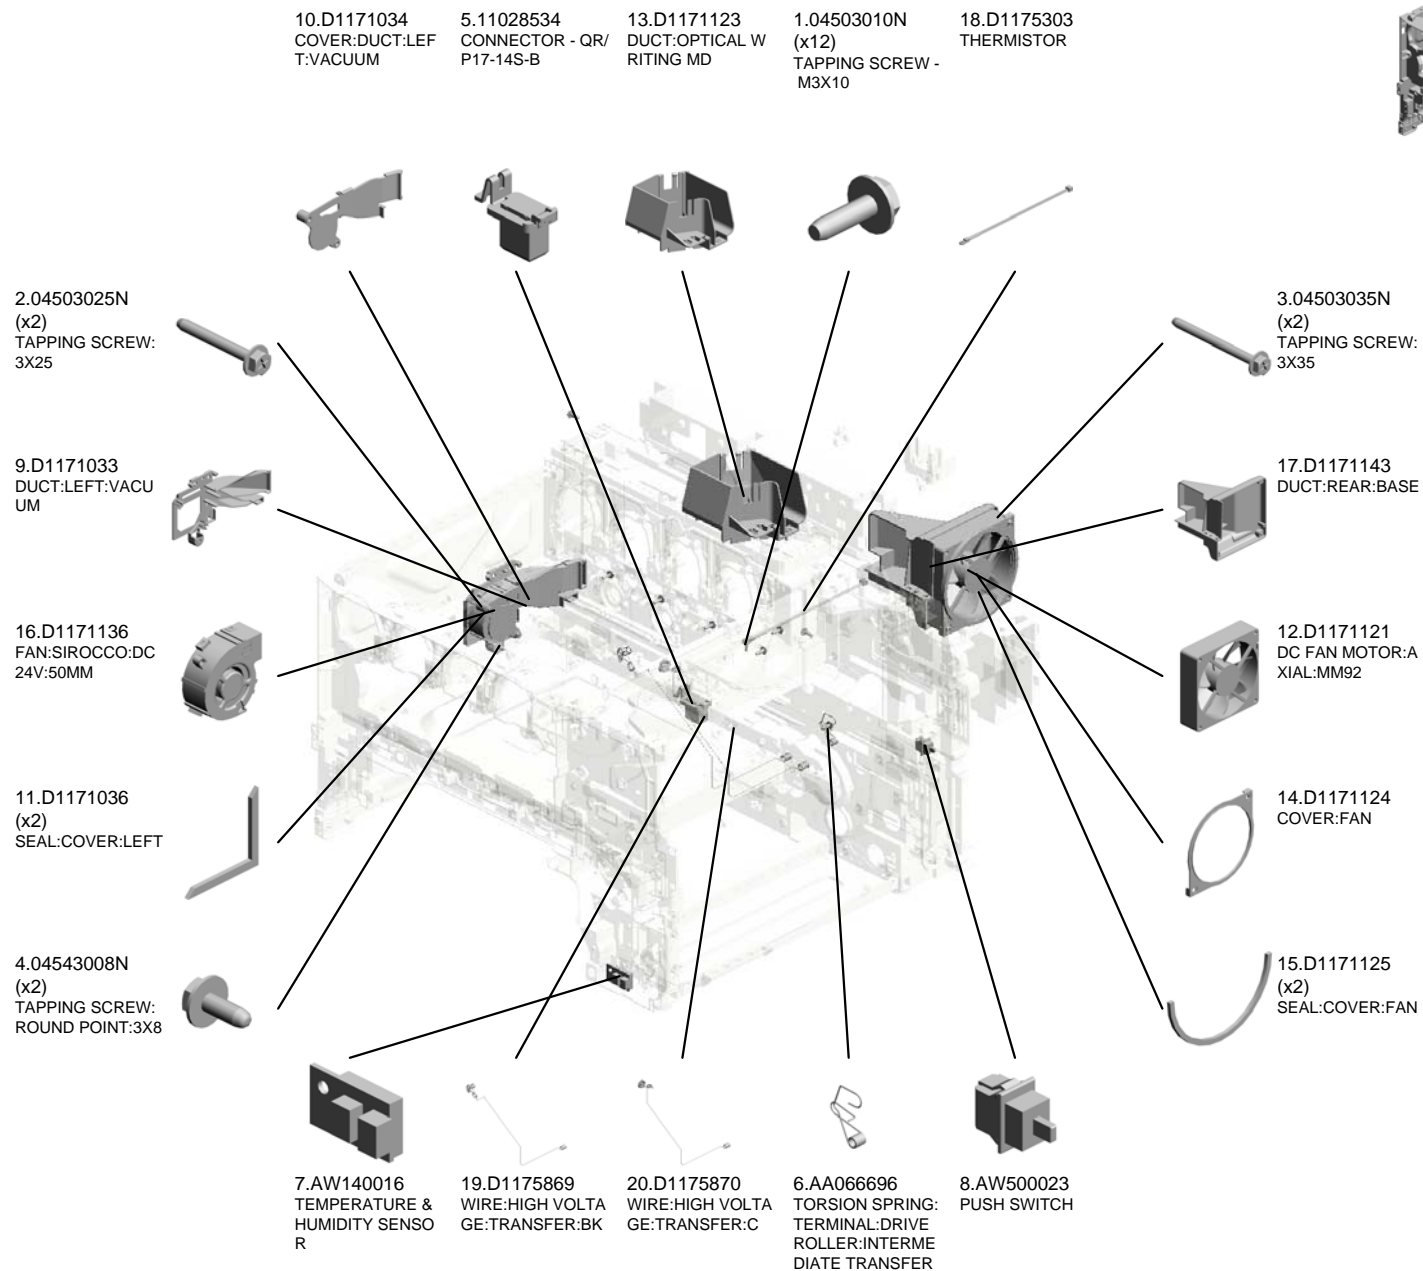 10.D1171034
COVER:DUCT:LEF
T:VACUUM
5.11028534
CONNECTOR - QR/
P17-14S-B
13.D1171123
DUCT:OPTICAL W
RITING MD
1.04503010N
(x12)
TAPPING SCREW -
M3X10
18.D1175303
THERMISTOR
2.04503025N
(x2)
TAPPING SCREW:
3X25
3.04503035N
(x2)
TAPPING SCREW:
3X35
9.D1171033
DUCT:LEFT:VACU
UM
17.D1171143
DUCT:REAR:BASE
16.D1171136
FAN:SIROCCO:DC
24V:50MM
12.D1171121
DC FAN MOTOR:A
XIAL:MM92
11.D1171036
(x2)
SEAL:COVER:LEFT
14.D1171124
COVER:FAN
4.04543008N
(x2)
TAPPING SCREW:
ROUND POINT:3X8
15.D1171125
(x2)
SEAL:COVER:FAN
7.AW140016
TEMPERATURE &
HUMIDITY SENSO
R
19.D1175869
WIRE:HIGH VOLTA
GE:TRANSFER:BK
20.D1175870
WIRE:HIGH VOLTA
GE:TRANSFER:C
6.AA066696
TORSION SPRING:
TERMINAL:DRIVE
ROLLER:INTERME
DIATE TRANSFER
8.AW500023
PUSH SWITCH